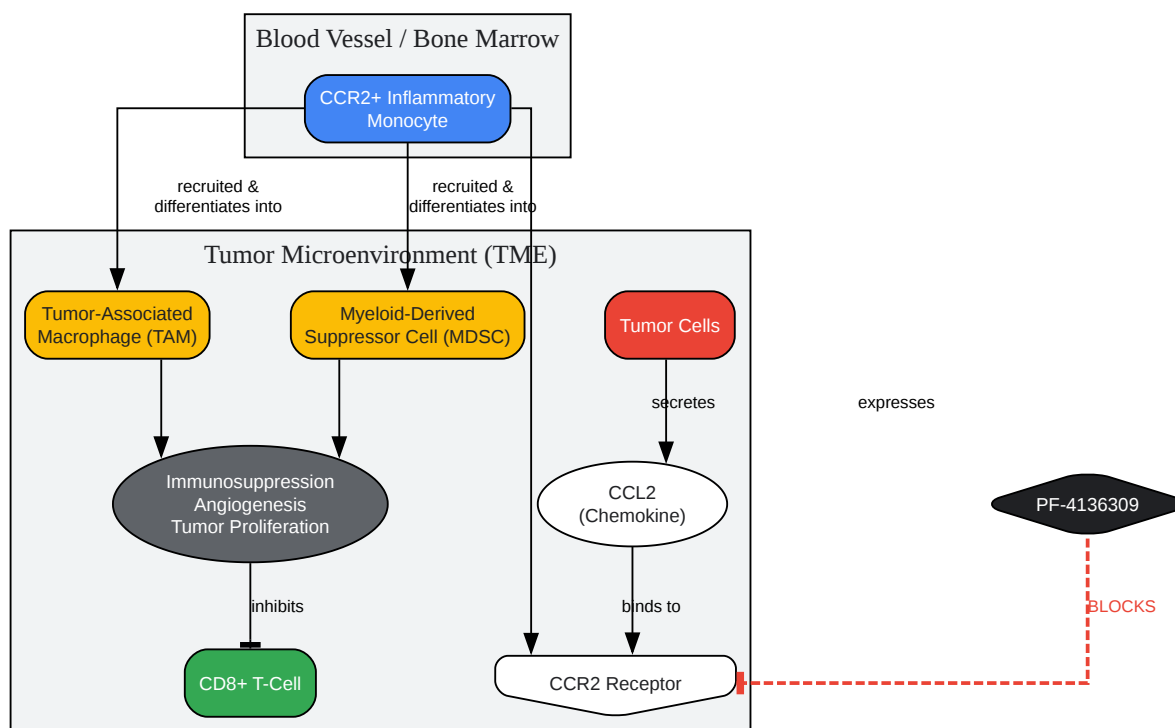 Blood Vessel / Bone Marrow
CCR2+ Inflammatory
Monocyte
recruited &
differentiates into
recruited &
differentiates into
Tumor Microenvironment (TME)
Tumor-Associated
Macrophage (TAM)
Myeloid-Derived
Suppressor Cell (MDSC)
Tumor Cells
secretes
expresses
Immunosuppression
Angiogenesis
Tumor Proliferation
CCL2
(Chemokine)
PF-4136309
inhibits
binds to
BLOCKS
CD8+ T-Cell
CCR2 Receptor